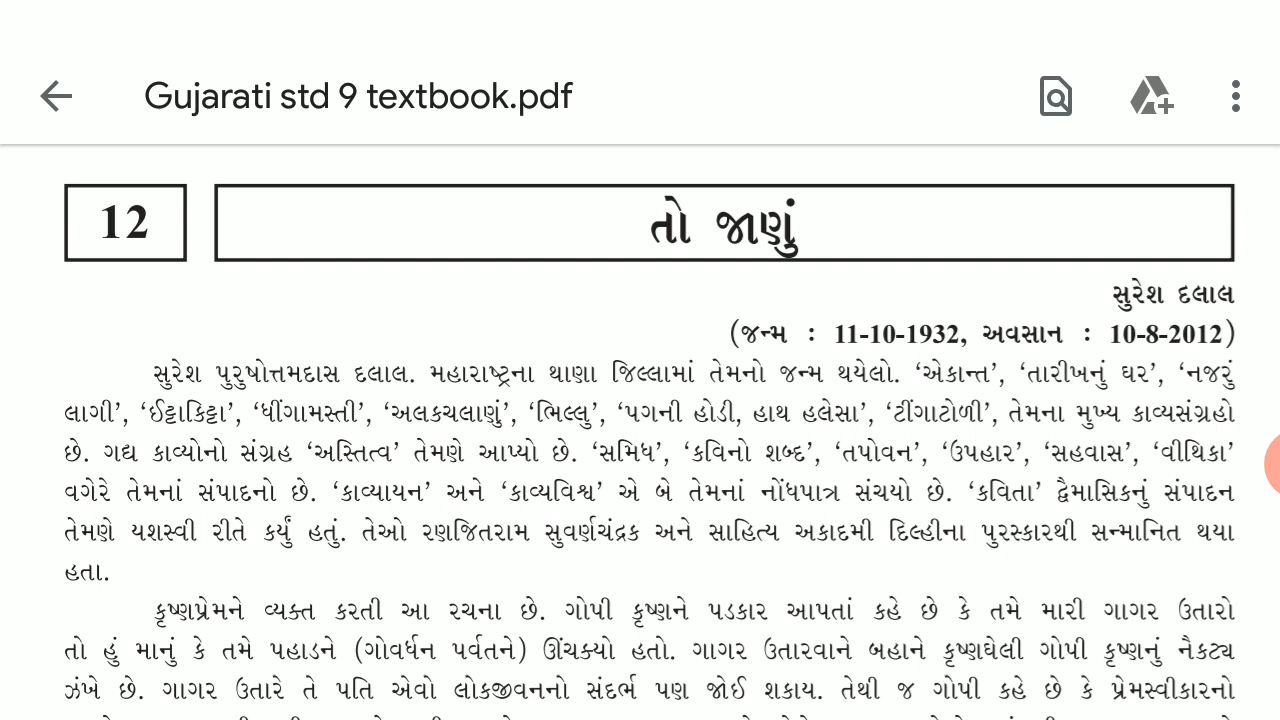 Gujarati std 9 textbook.pdf
12
તો જાણું
સુરેશ દલાલ
(જન્મ : 11-10-1932, અવસાન : 10-8-2012)
સુરેશ પુરુષોત્તમદાસ દલાલ. મહારાષ્ટ્રના થાણા જિલ્લામાં તેમનો જન્મ થયેલો. ‘એકાન્ત’, ‘તારીખનું ઘર’, ‘નજરું
લાગી’, ‘ઈટ્ટાકિટ્ટા’, ‘ધીંગામસ્તી’, ‘અલકચલાણું’, ‘ભિલ્લુ’, ‘પગની હોડી, હાથ હલેસા’, ‘ટીંગાટોળી’, તેમના મુખ્ય કાવ્યસંગ્રહો
છે. ગદ્ય કાવ્યોનો સંગ્રહ ‘અસ્તિત્વ’ તેમણે આપ્યો છે. ‘સમિધ’, ‘કવિનો શબ્દ’, ‘તપોવન’, ‘ઉપહાર’, ‘સહવાસ’, ‘વીથિકા’
વગેરે તેમનાં સંપાદનો છે. ‘કાવ્યાયન’ અને ‘કાવ્યવિશ્વ’ એ બે તેમનાં નોંધપાત્ર સંચયો છે. ‘કવિતા’ દ્વૈમાસિકનું સંપાદન
તેમણે યશસ્વી રીતે કર્યું હતું. તેઓ રણજિતરામ સુવર્ણચંદ્રક અને સાહિત્ય અકાદમી દિલ્હીના પુરસ્કારથી સન્માનિત થયા
હતા.
કૃષ્ણપ્રેમને વ્યક્ત કરતી આ રચના છે. ગોપી કૃષ્ણને પડકાર આપતાં કહે છે કે તમે મારી ગાગર ઉતારો
તો હું માનું કે તમે પહાડને (ગોવર્ધન પર્વતને) ઊંચક્યો હતો. ગાગર ઉતારવાને બહાને કૃષ્ણઘેલી ગોપી કૃષ્ણનું નૈકટ્ય
ઝંખે છે. ગાગર ઉતારે તે પતિ એવો લોકજીવનનો સંદર્ભ પણ જોઈ શકાય. તેથી જ ગોપી કહે છે કે પ્રેમસ્વીકારનો